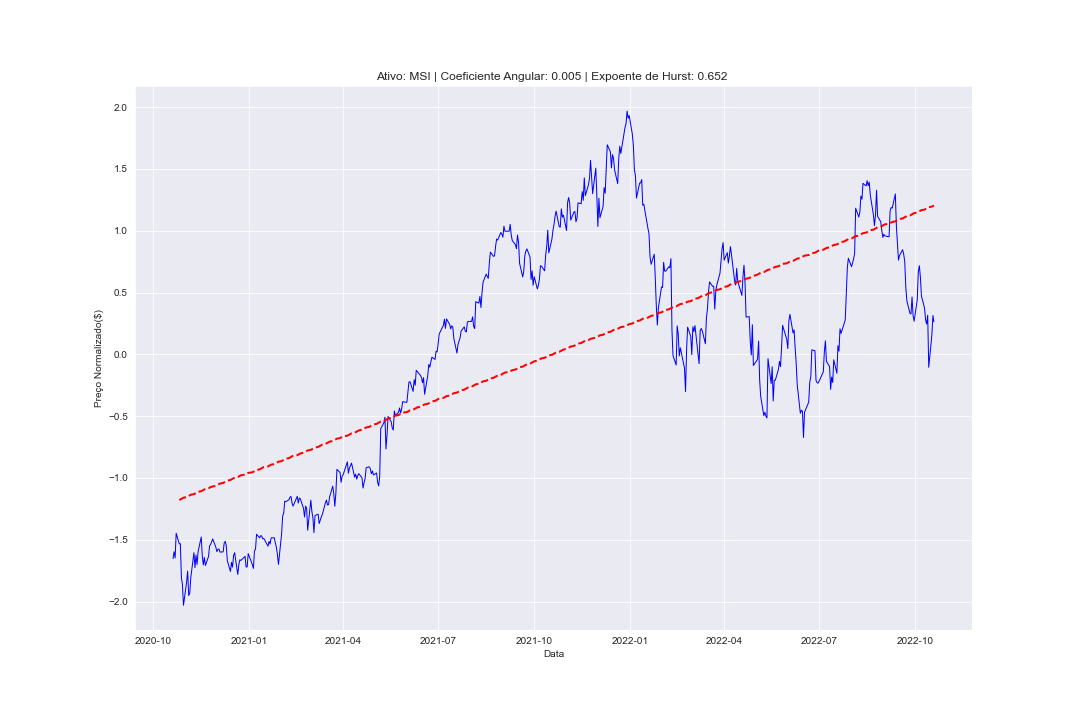 Ativo: MSI | Coeficiente Angular: 0.005 | Expoente de Hurst: 0.652
Preço Normalizado($)
2.0
1.5
1.0
0.5
0.0
−0.5
−1.0
−1.5
−2.0
2020-10 2021-01 2021-04 2021-07 2021-10 2022-01 2022-04 2022-07 2022-10
Data